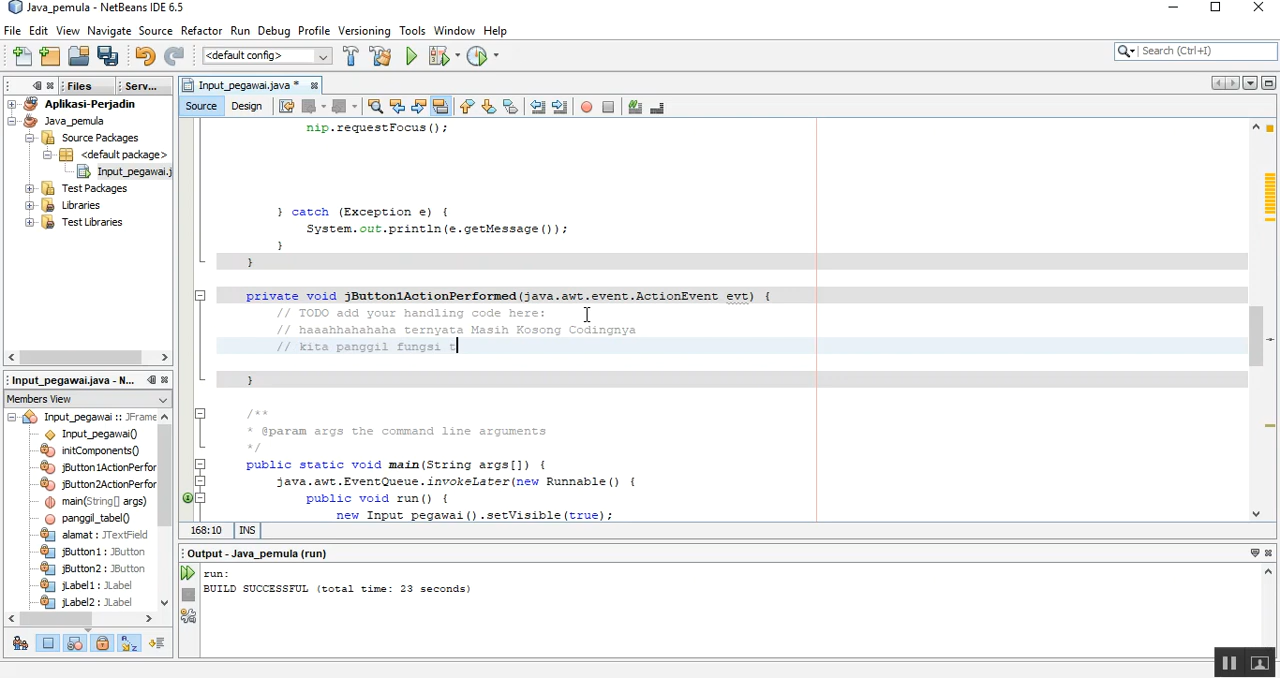 Java_pemula - NetBeans IDE 6.5
File Edit View Navigate Source Refactor Run Debug Profile Versioning Tools Window Help
<default config>
Search (Ctrl+I)
Files Serv...
Input_pegawai.java *
Aplikasi-Perjadin
Java_pemula
Source Packages
<default package>
Input_pegawai.j
Test Packages
Libraries
Test Libraries
Source Design
nip.requestFocus();
} catch (Exception e) {
System.out.println(e.getMessage());
}
}
private void jButton1ActionPerformed(java.awt.event.ActionEvent evt) {
// TODO add your handling code here:
// haaahhahahaha ternyata Masih Kosong Codingnya
// kita panggil fungsi t
}
/**
* @param args the command line arguments
*/
public static void main(String args[]) {
java.awt.EventQueue.invokeLater(new Runnable() {
public void run() {
new Input_pegawai().setVisible(true);
168:10 INS
Input_pegawai.java - N...
Members View
Input_pegawai :: JFrame
Input_pegawai()
initComponents()
jButton1ActionPerfor
jButton2ActionPerfor
main(String[] args)
panggil_tabel()
alamat : JTextField
jButton1 : JButton
jButton2 : JButton
jLabel1 : JLabel
jLabel2 : JLabel
Output - Java_pemula (run)
run:
BUILD SUCCESSFUL (total time: 23 seconds)